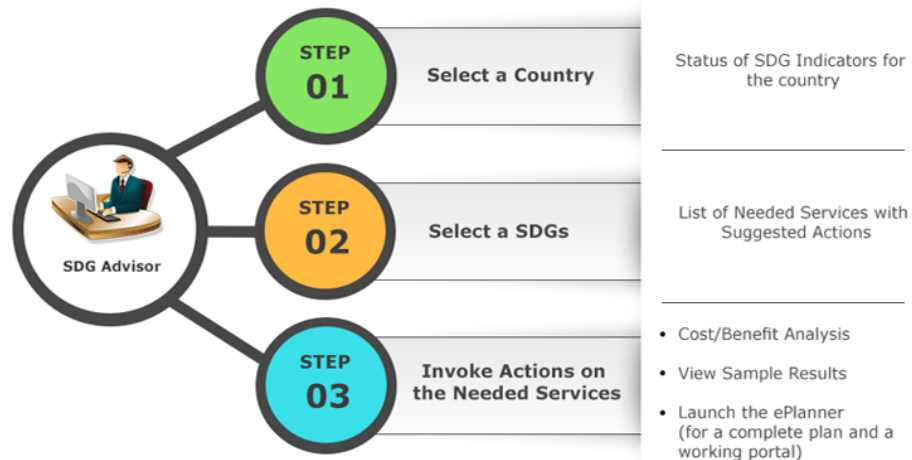 SDG Advisor
STEP
01
Select a Country
Status of SDG Indicators for
the country
STEP
02
Select a SDGs
List of Needed Services with
Suggested Actions
STEP
03
Invoke Actions on
the Needed Services
• Cost/Benefit Analysis
• View Sample Results
• Launch the ePlanner
(for a complete plan and a
working portal)